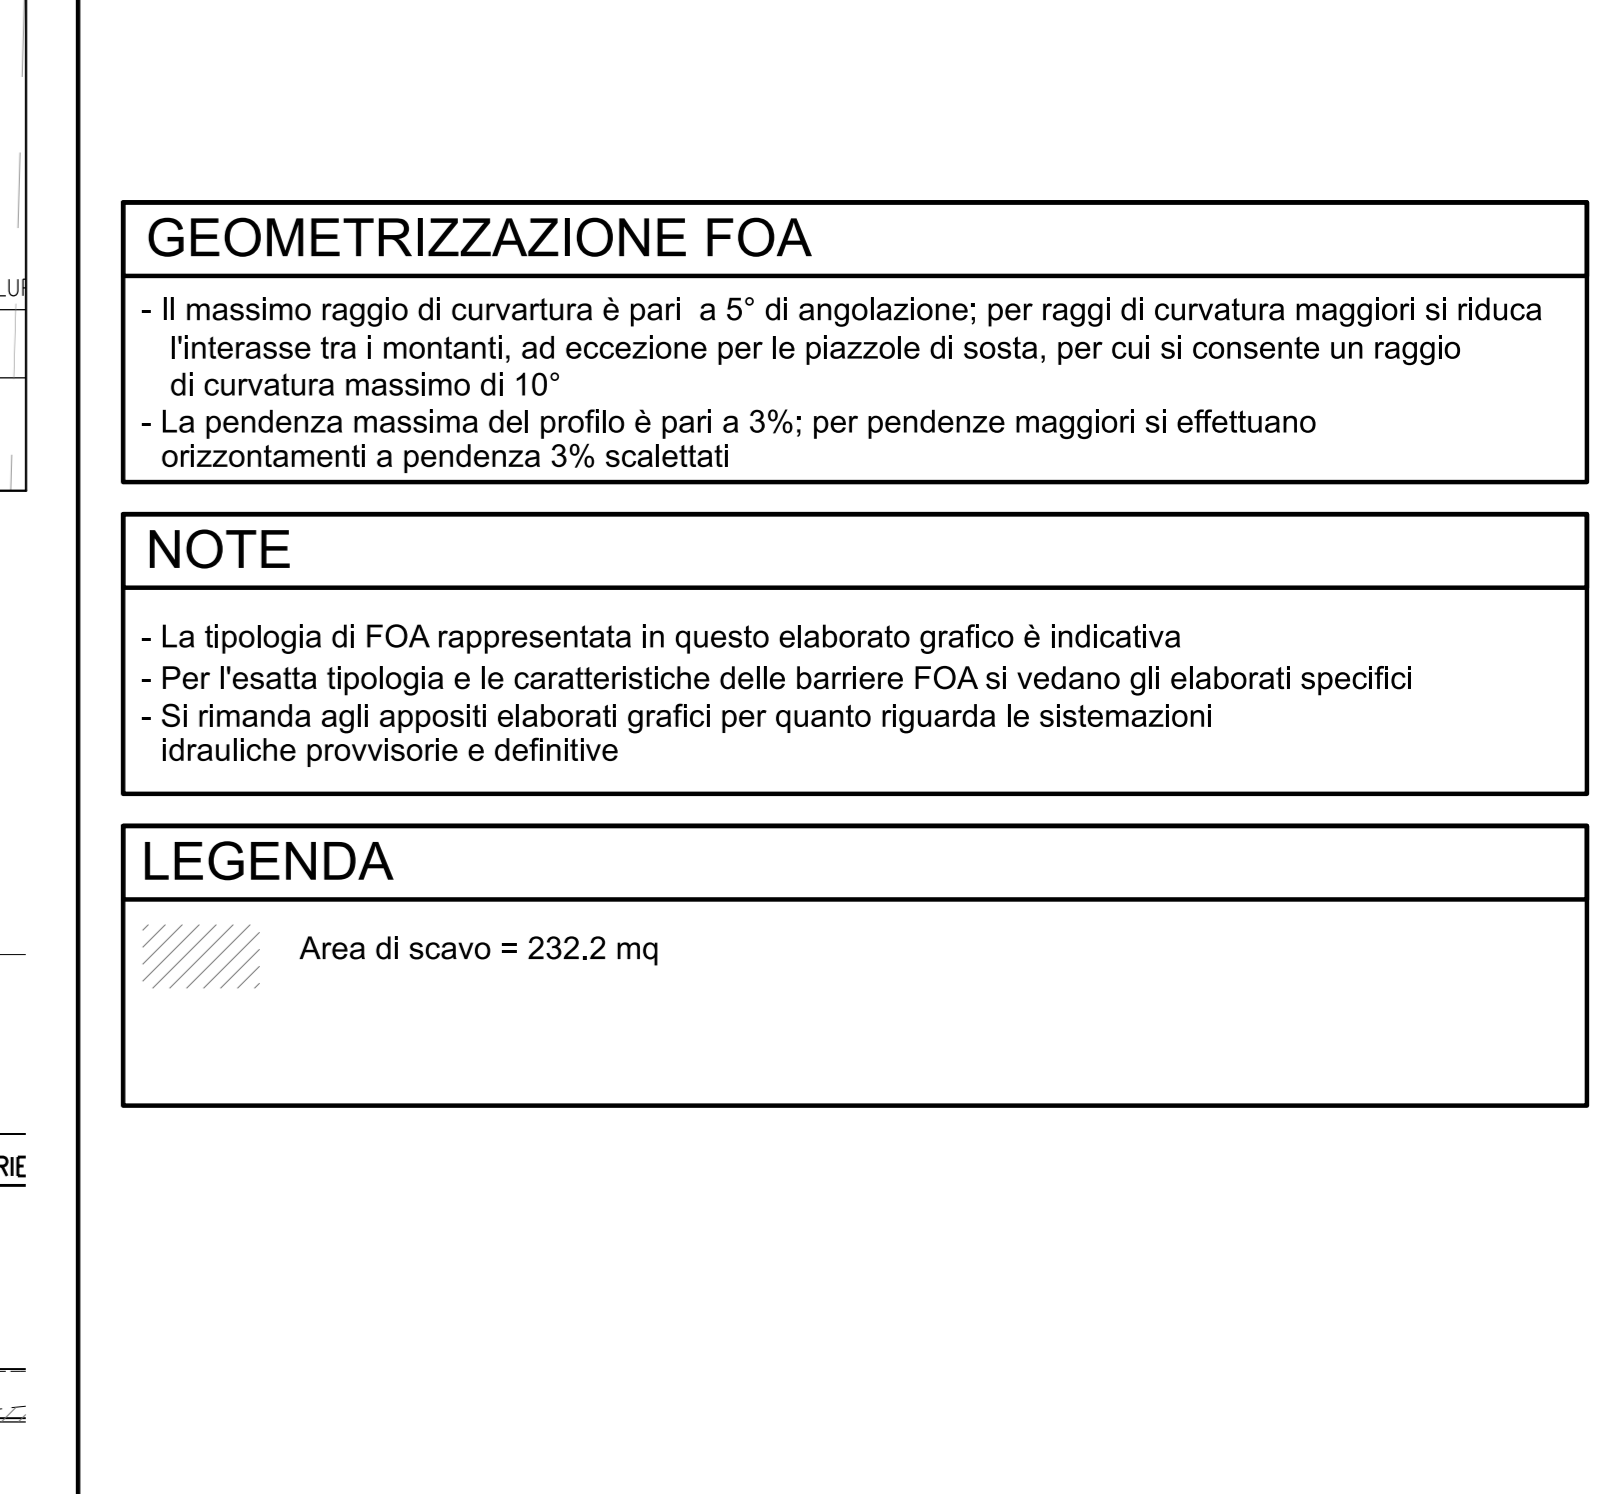 GEOMETRIZZAZIONE FOA
- Il massimo raggio di curvartura è pari  a 5° di angolazione; per raggi di curvatura maggiori si riduca
l'interasse tra i montanti, ad eccezione per le piazzole di sosta, per cui si consente un raggio
di curvatura massimo di 10°
- La pendenza massima del profilo è pari a 3%; per pendenze maggiori si effettuano
orizzontamenti a pendenza 3% scalettati
NOTE
- La tipologia di FOA rappresentata in questo elaborato grafico è indicativa
- Per l'esatta tipologia e le caratteristiche delle barriere FOA si vedano gli elaborati specifici
- Si rimanda agli appositi elaborati grafici per quanto riguarda le sistemazioni
idrauliche provvisorie e definitive
LEGENDA
Area di scavo = 232.2 mq
RIE